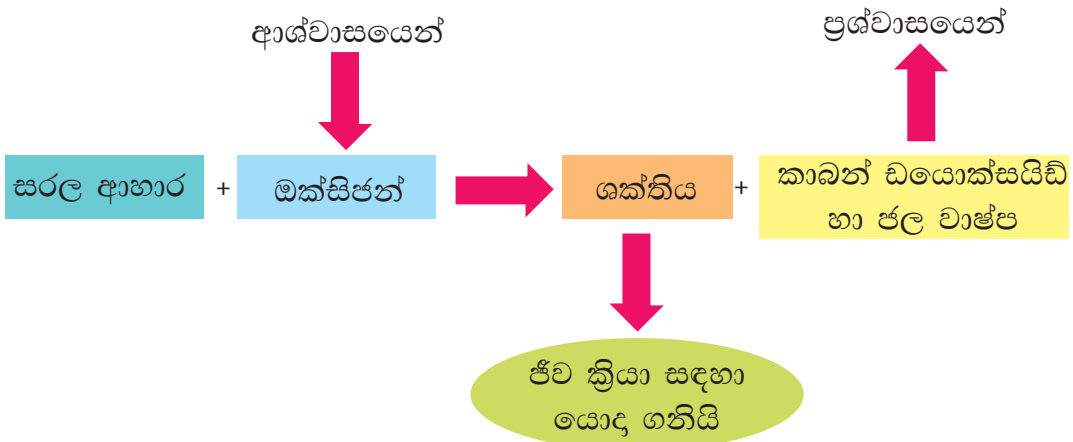 ආශ්වාසයෙන්
ප්‍රශ්වාසයෙන්
සරල ආහාර + ඔක්සිජන් ශක්තිය + කාබන් ඩයොක්සයිඩ්
හා ජල වාෂ්ප
ජීව ක්‍රියා සඳහා
යොදා ගනියි